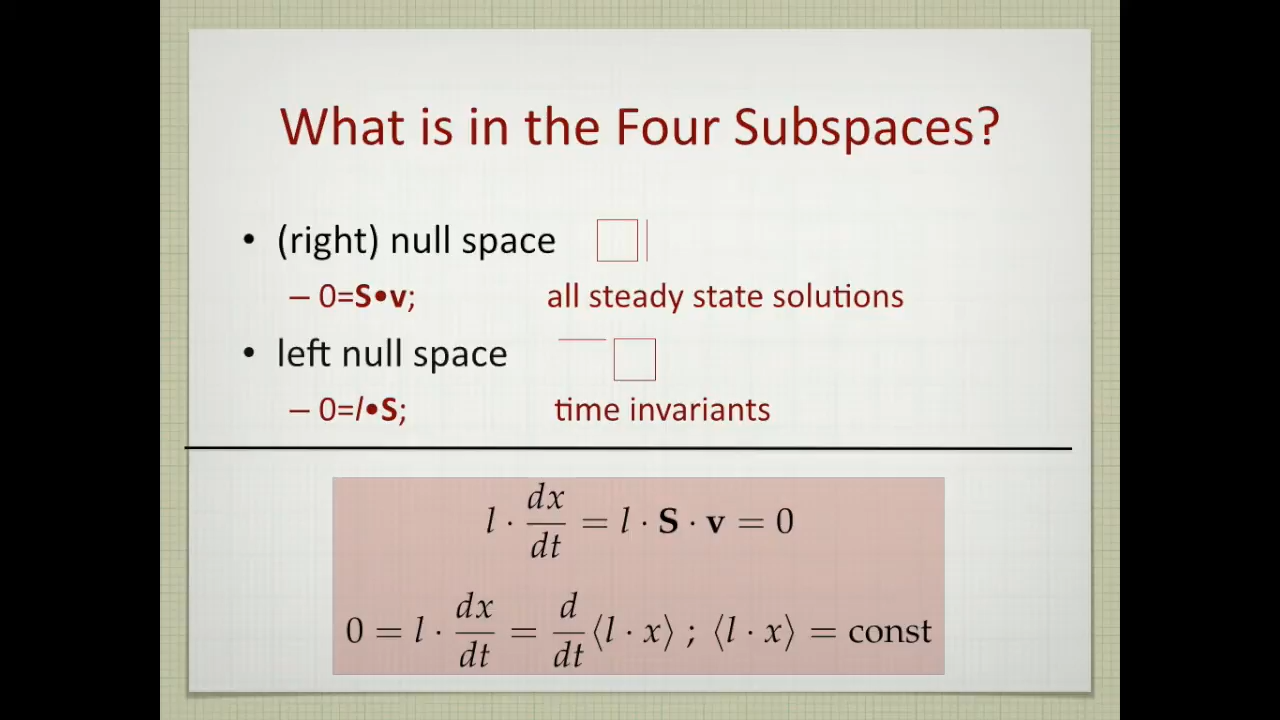 What is in the Four Subspaces?
• (right) null space
– 0=S•v; all steady state solutions
• left null space
– 0=l•S; time invariants
l · dx/dt = l · S · v = 0
0 = l · dx/dt = d/dt ⟨l · x⟩ ; ⟨l · x⟩ = const